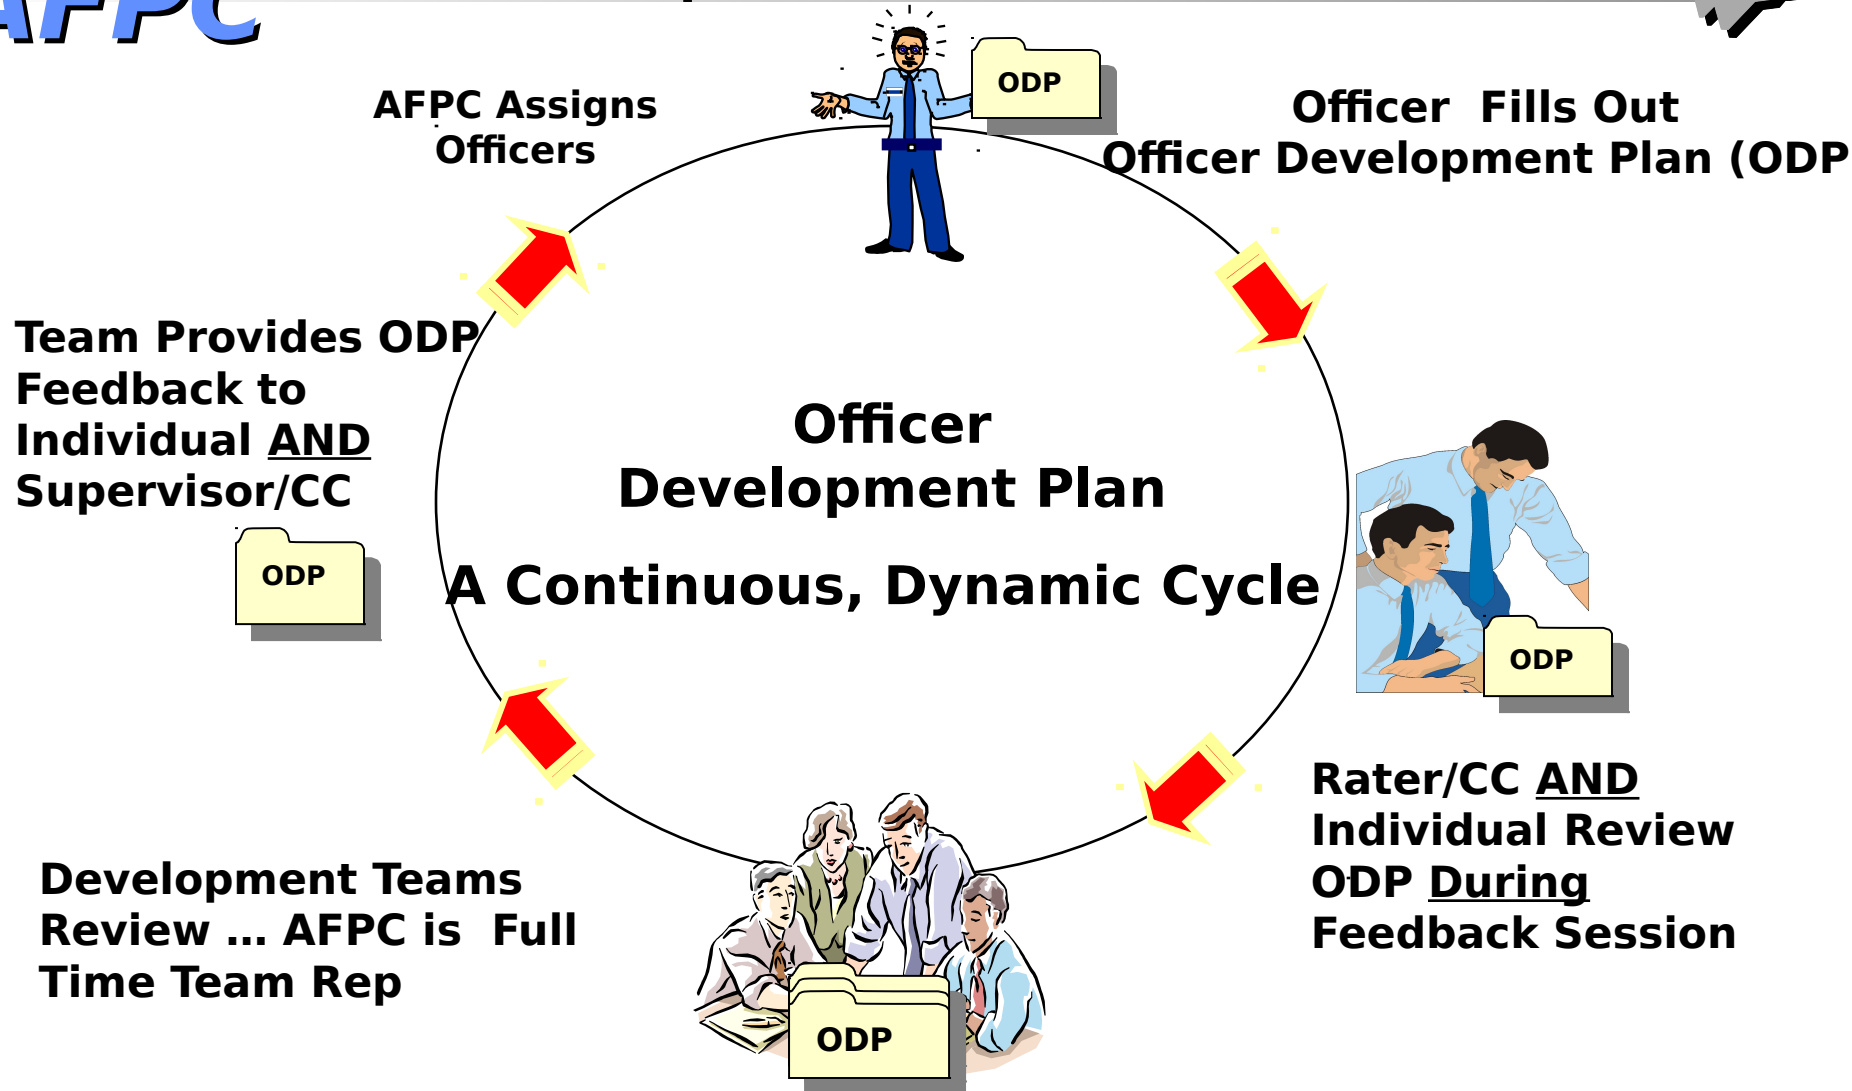 AFPC
ODP
AFPC Assigns
Officers
Officer  Fills Out
Officer Development Plan (ODP
Team Provides ODP
Feedback to
Individual AND
Supervisor/CC
ODP
Officer
Development Plan
A Continuous, Dynamic Cycle
ODP
Rater/CC AND
Individual Review
ODP During
Feedback Session
Development Teams
Review … AFPC is  Full
Time Team Rep
ODP